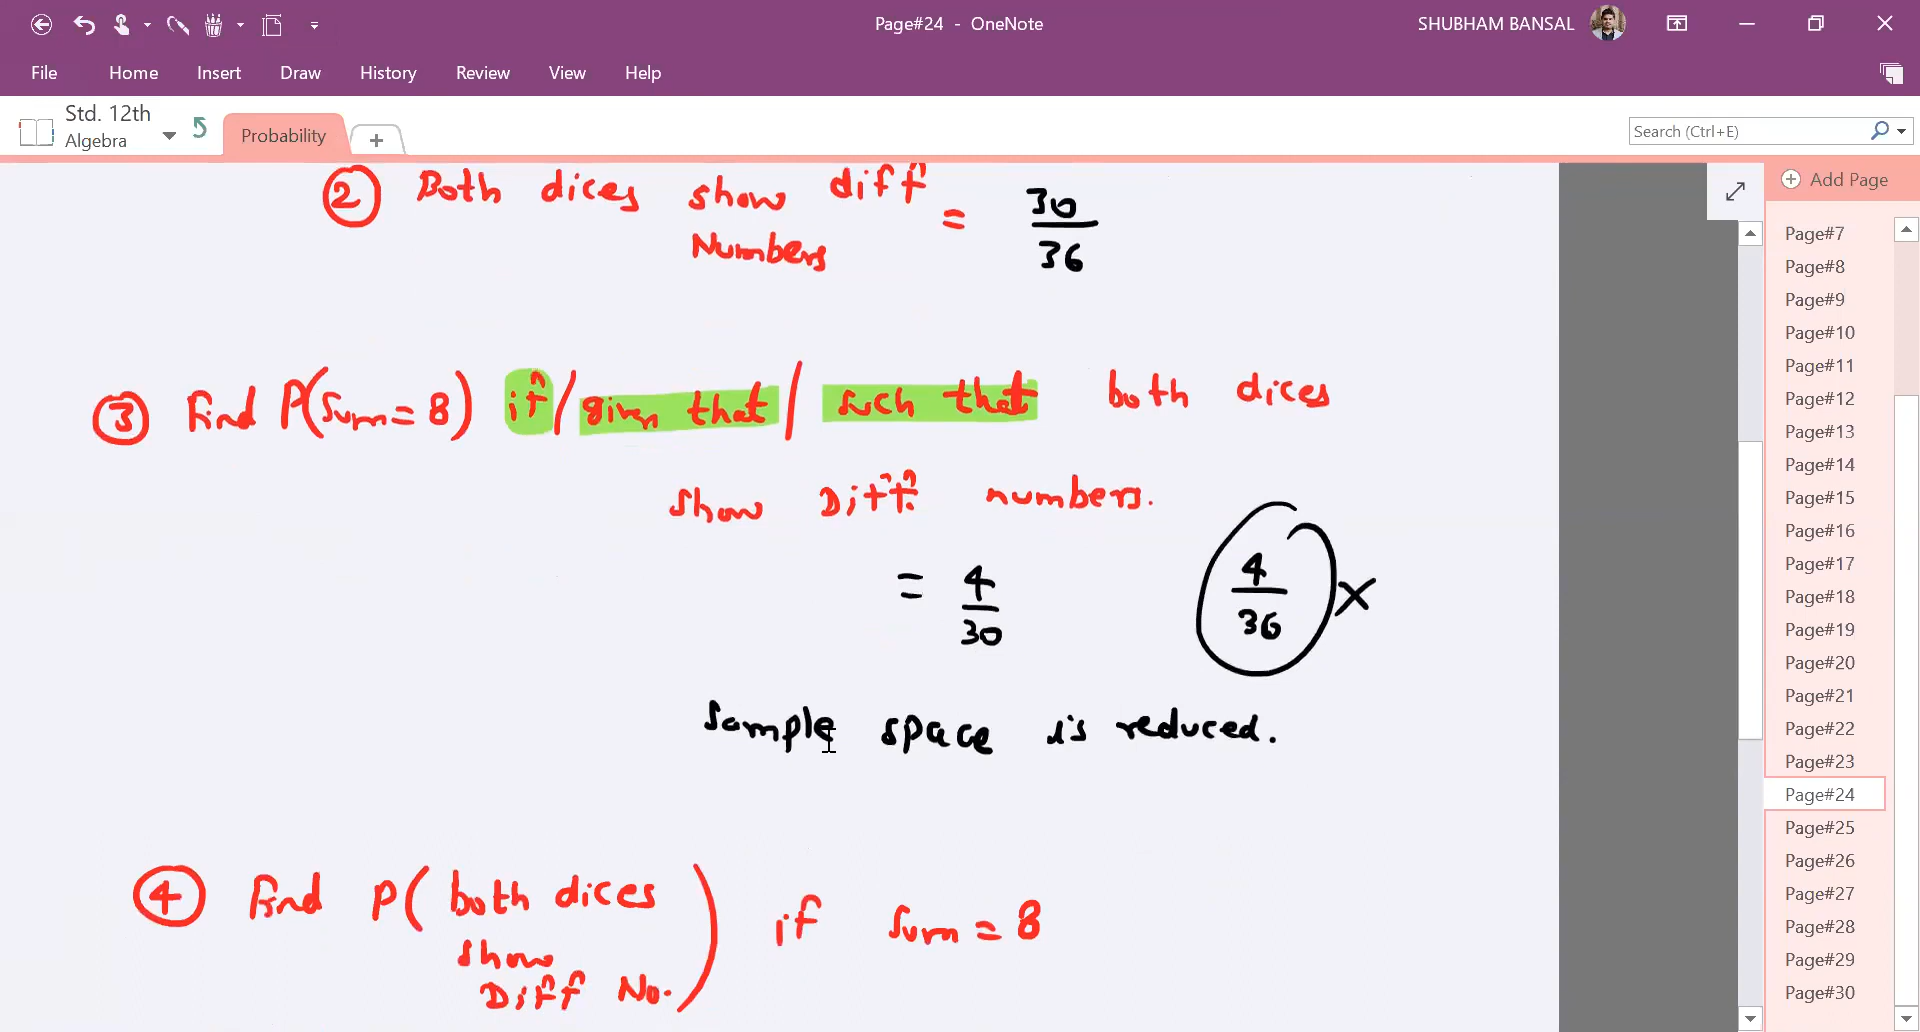 Page#24 - OneNote
SHUBHAM BANSAL
File Home Insert Draw History Review View Help
Std. 12th
Algebra
Probability
+
Search (Ctrl+E)
Add Page
Page#7
Page#8
Page#9
Page#10
Page#11
Page#12
Page#13
Page#14
Page#15
Page#16
Page#17
Page#18
Page#19
Page#20
Page#21
Page#22
Page#23
Page#24
Page#25
Page#26
Page#27
Page#28
Page#29
Page#30
② Both dices show diff
Numbers = 30/36
③ Find P(Sum = 8) if / given that / such that both dices
show Diff. numbers.
= 4/30 4/36 ×
Sample space is reduced.
④ Find P( both dices
show
Diff No. ) if Sum = 8